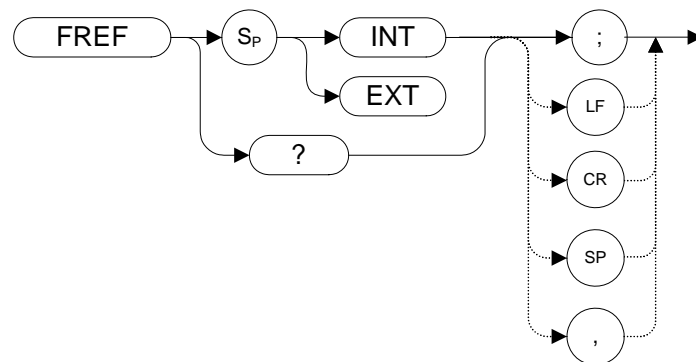 FREF
SP
INT
;
EXT
LF
?
CR
SP
,